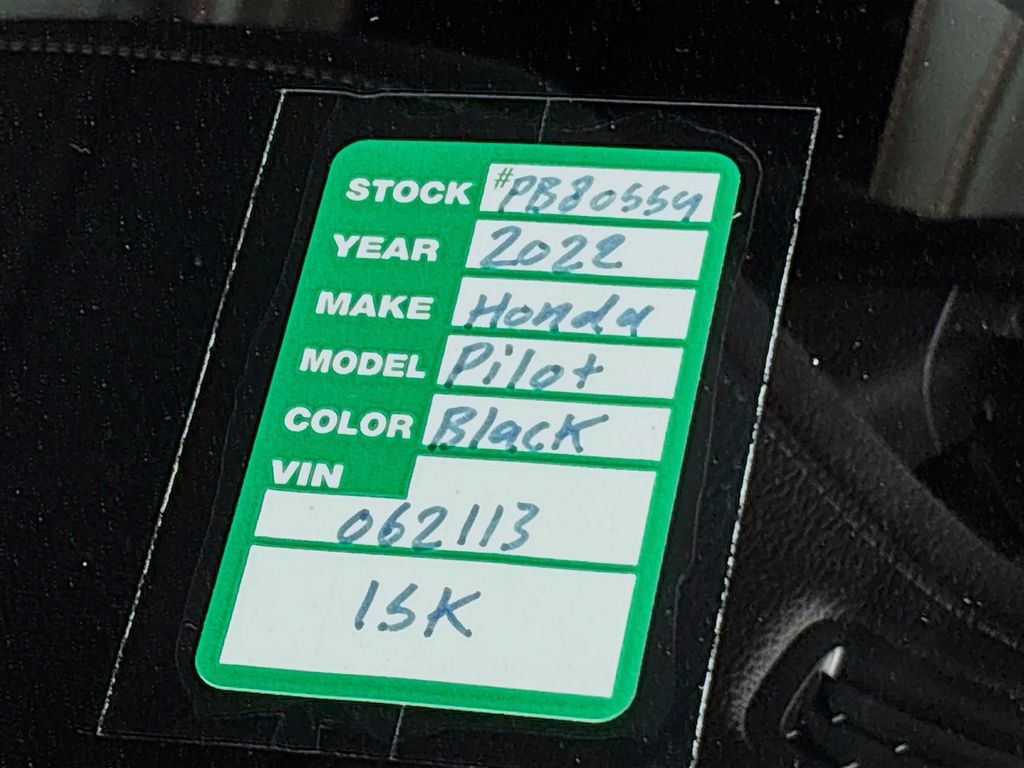 STOCK #PB80554
YEAR 2022
MAKE Honda
MODEL Pilot
COLOR Black
VIN
062113
15K